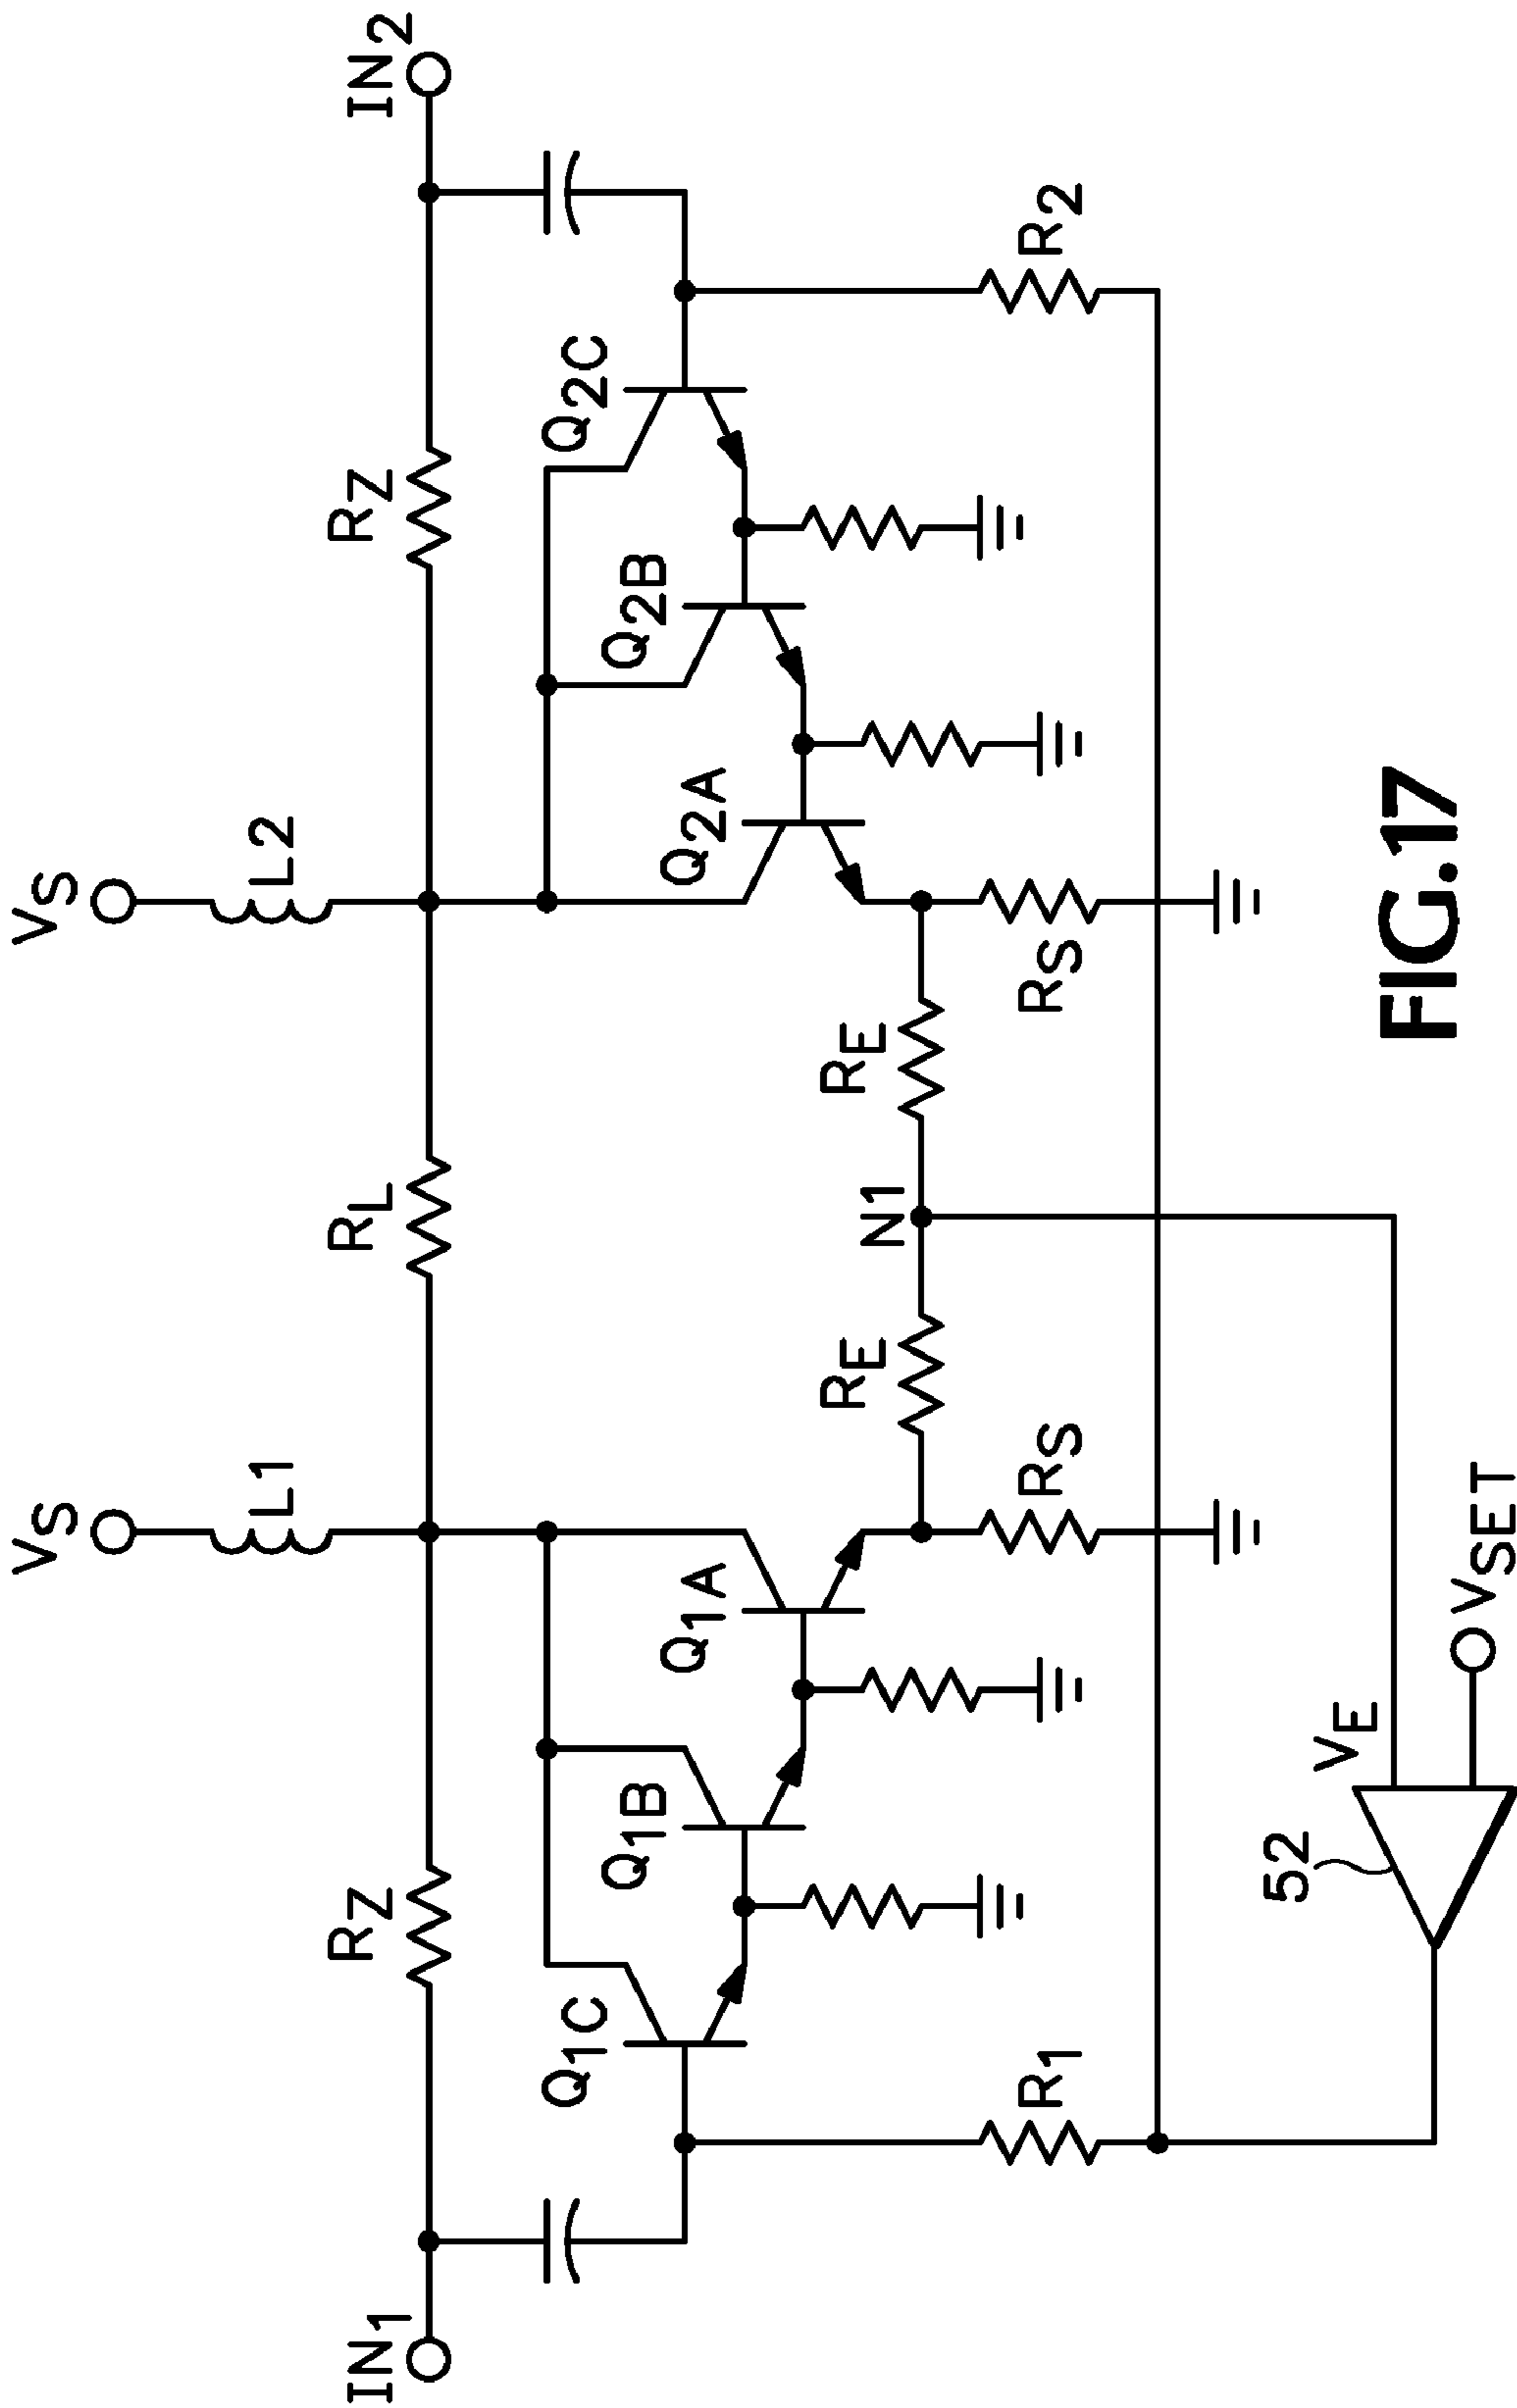 VS
VS
L1
L2
IN1
RZ
RL
RZ
IN2
Q1C
Q1B
Q1A
Q2A
Q2B
Q2C
RE
N1
RE
R1
RS
RS
R2
52
VE
VSET
FIG.17